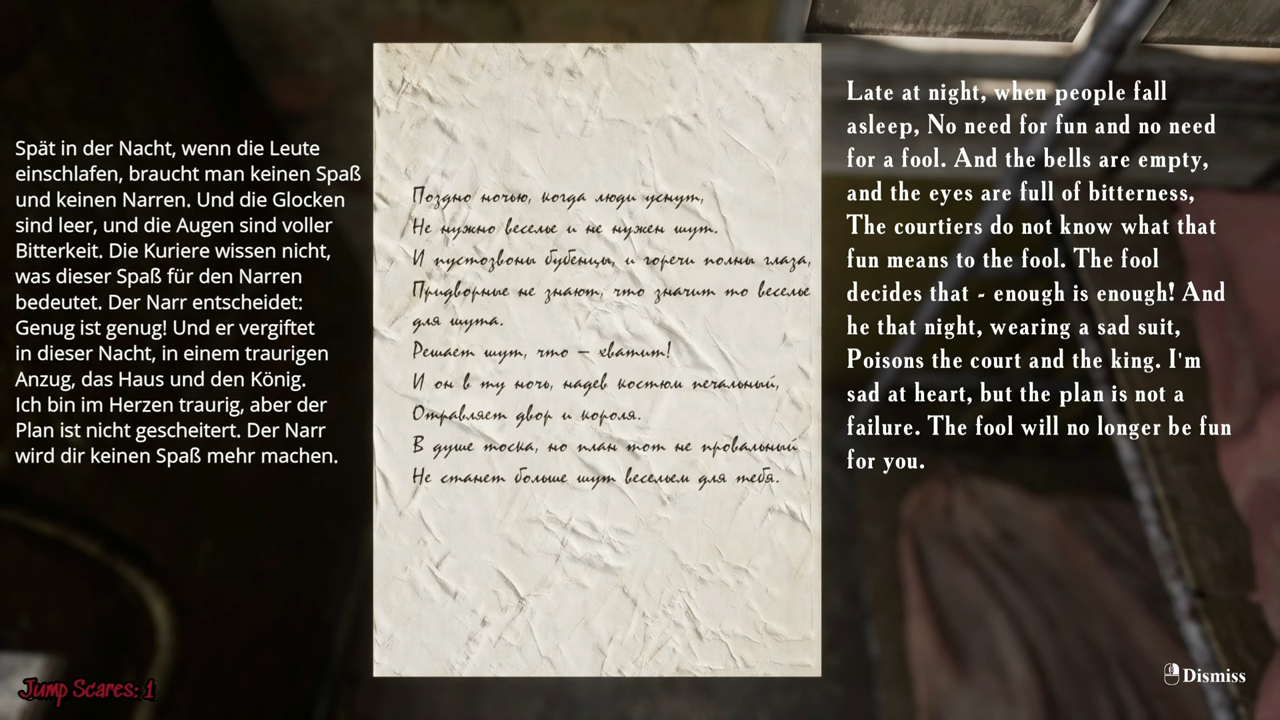 Spät in der Nacht, wenn die Leute
einschlafen, braucht man keinen Spaß
und keinen Narren. Und die Glocken
sind leer, und die Augen sind voller
Bitterkeit. Die Kuriere wissen nicht,
was dieser Spaß für den Narren
bedeutet. Der Narr entscheidet:
Genug ist genug! Und er vergiftet
in dieser Nacht, in einem traurigen
Anzug, das Haus und den König.
Ich bin im Herzen traurig, aber der
Plan ist nicht gescheitert. Der Narr
wird dir keinen Spaß mehr machen.
Поздно ночью, когда люди уснут,
Не нужно веселье и не нужен шут.
И пустозвоны бубенцы, и горечи полны глаза,
Придворные не знают, что значит то веселье
для шута.
Решает шут, что – хватит!
И он в ту ночь, надев костюм печальный,
Отравляет двор и короля.
В душе тоска, но план тот не провальный
Не станет больше шут весельем для тебя.
Late at night, when people fall
asleep, No need for fun and no need
for a fool. And the bells are empty,
and the eyes are full of bitterness,
The courtiers do not know what that
fun means to the fool. The fool
decides that - enough is enough! And
he that night, wearing a sad suit,
Poisons the court and the king. I'm
sad at heart, but the plan is not a
failure. The fool will no longer be fun
for you.
Jump Scares: 1
Dismiss